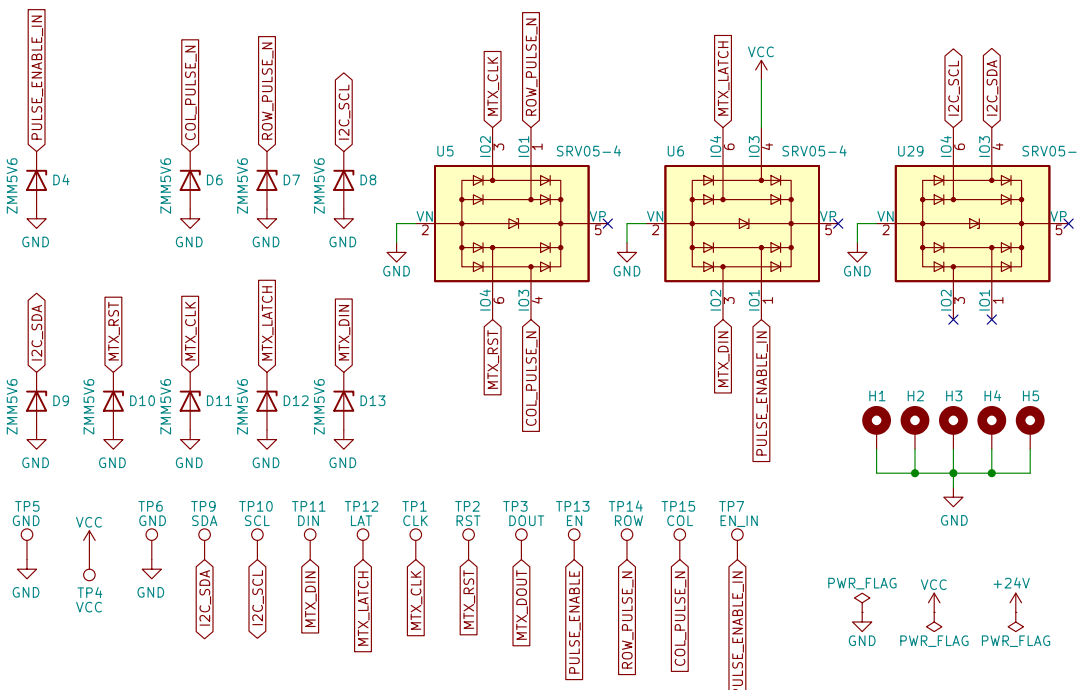 PULSE_ENABLE_IN
COL_PULSE_N
ROW_PULSE_N
I2C_SCL
ZMM5V6
D4
GND
ZMM5V6
D6
GND
ZMM5V6
D7
GND
ZMM5V6
D8
GND
MTX_CLK
ROW_PULSE_N
IO2
3
IO1
1
U5
SRV05-4
VN
2
VP
5
GND
IO4
6
IO3
4
MTX_RST
COL_PULSE_N
MTX_LATCH
VCC
IO4
6
IO3
4
U6
SRV05-4
VN
2
VP
5
GND
IO2
3
IO1
1
MTX_DIN
PULSE_ENABLE_IN
I2C_SCL
I2C_SDA
IO4
6
IO3
4
U29
SRV05-
VN
2
VP
5
GND
IO2
3
IO1
1
I2C_SDA
MTX_RST
MTX_CLK
MTX_LATCH
MTX_DIN
ZMM5V6
D9
GND
ZMM5V6
D10
GND
ZMM5V6
D11
GND
ZMM5V6
D12
GND
ZMM5V6
D13
GND
H1
H2
H3
H4
H5
GND
TP5
GND
GND
VCC
TP4
VCC
TP6
GND
GND
TP9
SDA
I2C_SDA
TP10
SCL
I2C_SCL
TP11
DIN
MTX_DIN
TP12
LAT
MTX_LATCH
TP1
CLK
MTX_CLK
TP2
RST
MTX_RST
TP3
DOUT
MTX_DOUT
TP13
EN
PULSE_ENABLE
TP14
ROW
ROW_PULSE_N
TP15
COL
COL_PULSE_N
TP7
EN_IN
PULSE_ENABLE_IN
PWR_FLAG
GND
VCC
PWR_FLAG
+24V
PWR_FLAG